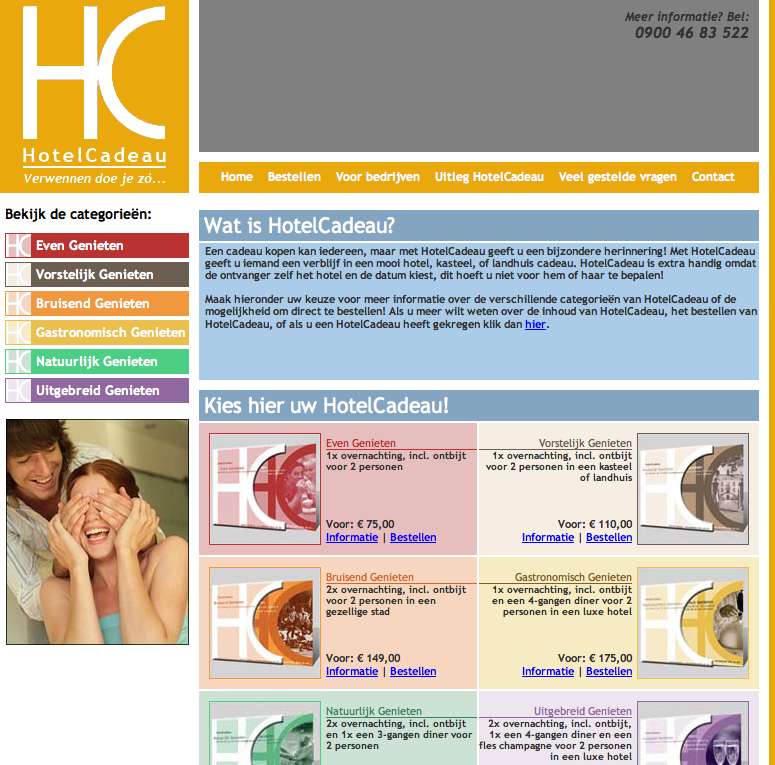 Meer informatie? Bel:
0900 46 83 522
HC
HotelCadeau
Verwennen doe je zó...
Home Bestellen Voor bedrijven Uitleg HotelCadeau Veel gestelde vragen Contact
Bekijk de categorieën:
Even Genieten
Vorstelijk Genieten
Bruisend Genieten
Gastronomisch Genieten
Natuurlijk Genieten
Uitgebreid Genieten
Wat is HotelCadeau?
Een cadeau kopen kan iedereen, maar met HotelCadeau geeft u een bijzondere herinnering! Met HotelCadeau
geeft u iemand een verblijf in een mooi hotel, kasteel, of landhuis cadeau. HotelCadeau is extra handig omdat
de ontvanger zelf het hotel en de datum kiest, dit hoeft u niet voor hem of haar te bepalen!
Maak hieronder uw keuze voor meer informatie over de verschillende categorieën van HotelCadeau of de
mogelijkheid om direct te bestellen! Als u meer wilt weten over de inhoud van HotelCadeau, het bestellen van
HotelCadeau, of als u een HotelCadeau heeft gekregen klik dan hier.
Kies hier uw HotelCadeau!
Even Genieten
1x overnachting, incl. ontbijt
voor 2 personen
Voor: € 75,00
Informatie | Bestellen
Vorstelijk Genieten
1x overnachting, incl. ontbijt
voor 2 personen in een kasteel
of landhuis
Voor: € 110,00
Informatie | Bestellen
Bruisend Genieten
2x overnachting, incl. ontbijt
voor 2 personen in een
gezellige stad
Voor: € 149,00
Informatie | Bestellen
Gastronomisch Genieten
1x overnachting, incl. ontbijt
en een 4-gangen diner voor 2
personen in een luxe hotel
Voor: € 175,00
Informatie | Bestellen
Natuurlijk Genieten
2x overnachting, incl. ontbijt
en 1x een 3-gangen diner voor
2 personen
Uitgebreid Genieten
2x overnachting, incl. ontbijt,
1x een 4-gangen diner en een
fles champagne voor 2 personen
in een luxe hotel